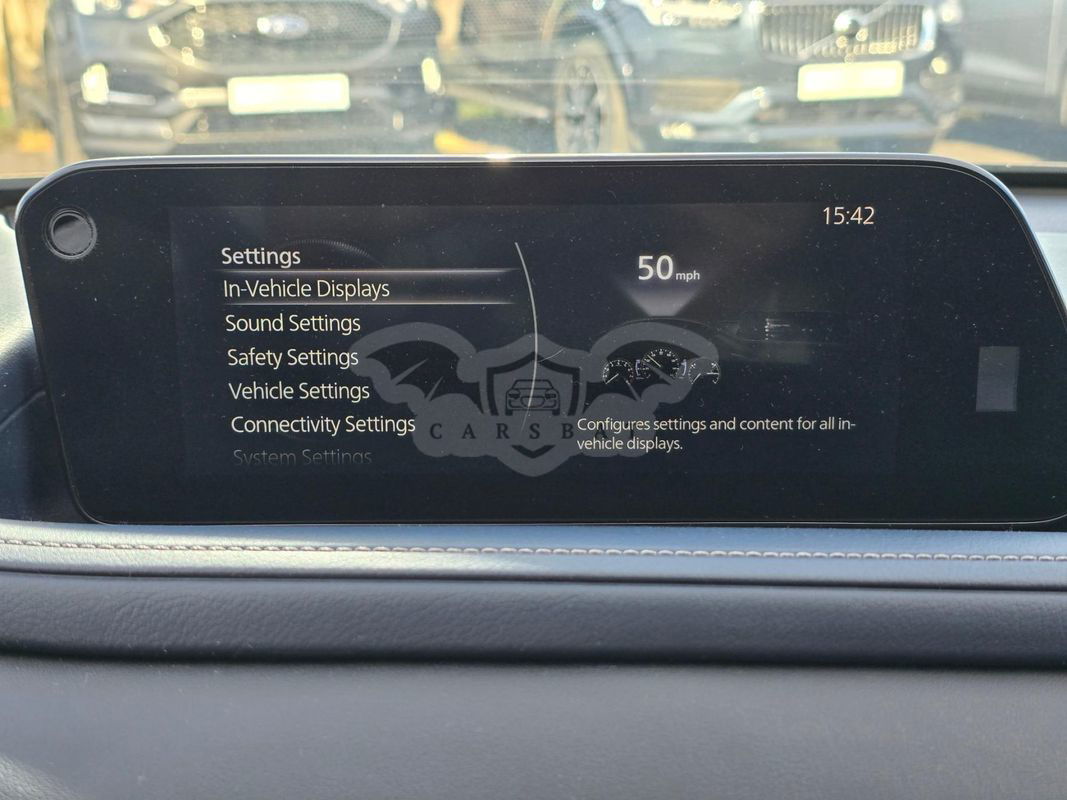 15:42
Settings
In-Vehicle Displays
Sound Settings
Safety Settings
Vehicle Settings
Connectivity Settings
System Settings
50 mph
Configures settings and content for all in-
vehicle displays.
CARSBAT